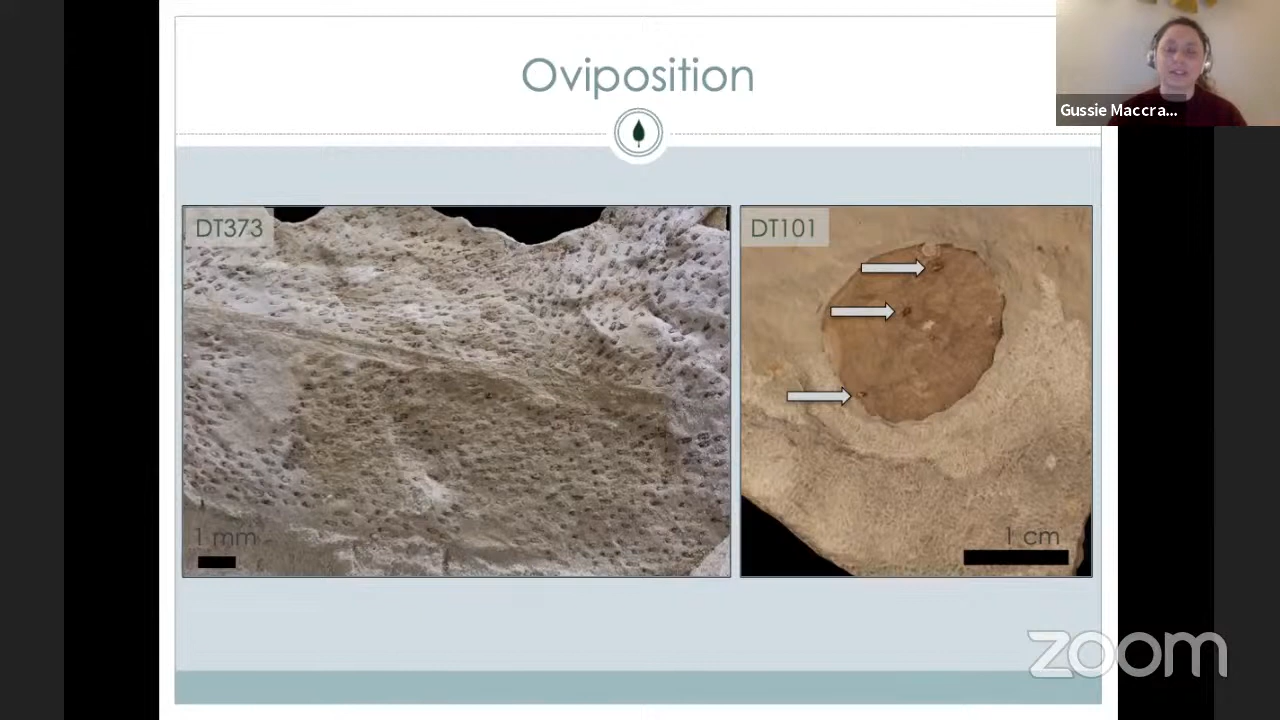 Oviposition
Gussie Maccra...
DT373
DT101
1 mm
1 cm
zoom